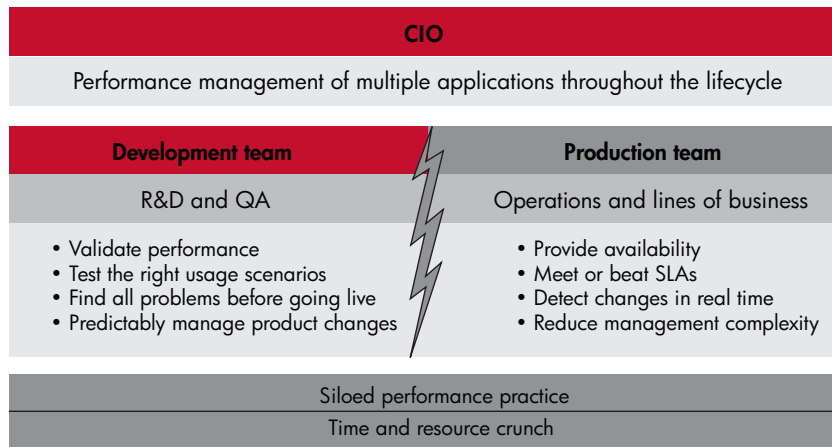 CIO
Performance management of multiple applications throughout the lifecycle
Development team
R&D and QA
• Validate performance
• Test the right usage scenarios
• Find all problems before going live
• Predictably manage product changes
Production team
Operations and lines of business
• Provide availability
• Meet or beat SLAs
• Detect changes in real time
• Reduce management complexity
Siloed performance practice
Time and resource crunch